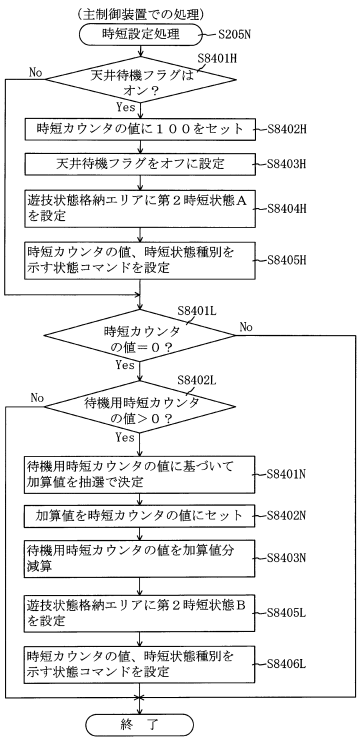 (主制御装置での処理)
時短設定処理
S205N
S8401H
No
天井待機フラグは
オン?
Yes
時短カウンタの値に100をセット
S8402H
天井待機フラグをオフに設定
S8403H
遊技状態格納エリアに第2時短状態A
を設定
S8404H
時短カウンタの値、時短状態種別を
示す状態コマンドを設定
S8405H
S8401L
時短カウンタ
の値=0?
No
Yes
S8402L
No
待機用時短カウンタ
の値>0?
Yes
待機用時短カウンタの値に基づいて
加算値を抽選で決定
S8401N
加算値を時短カウンタの値にセット
S8402N
待機用時短カウンタの値を加算値分
減算
S8403N
遊技状態格納エリアに第2時短状態B
を設定
S8405L
時短カウンタの値、時短状態種別を
示す状態コマンドを設定
S8406L
終 了